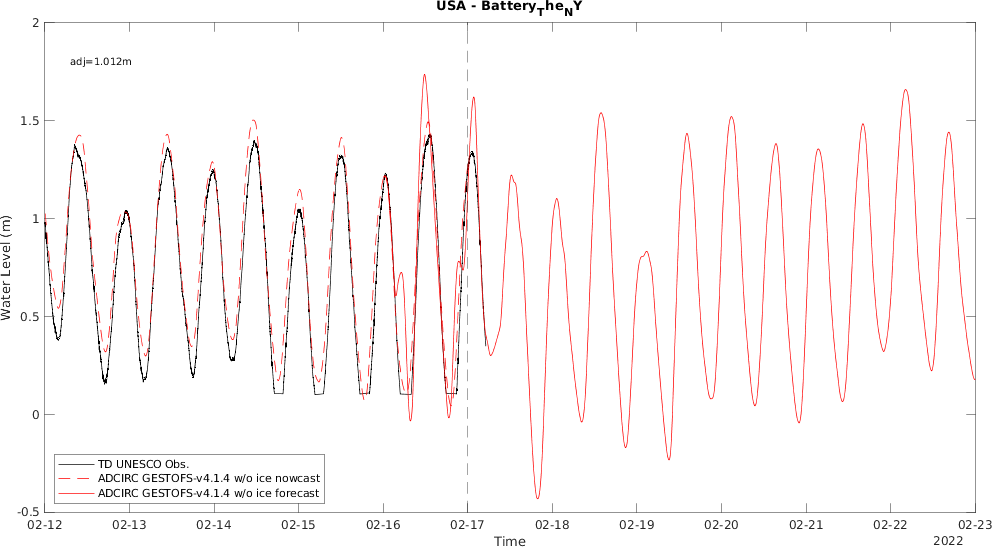 USA - Battery_The_NY
2
adj=1.012m
1.5
1
Water Level (m)
0.5
0
TD UNESCO Obs.
ADCIRC GESTOFS-v4.1.4 w/o ice nowcast
ADCIRC GESTOFS-v4.1.4 w/o ice forecast
-0.5
02-12 02-13 02-14 02-15 02-16 02-17 02-18 02-19 02-20 02-21 02-22 02-23
Time
2022